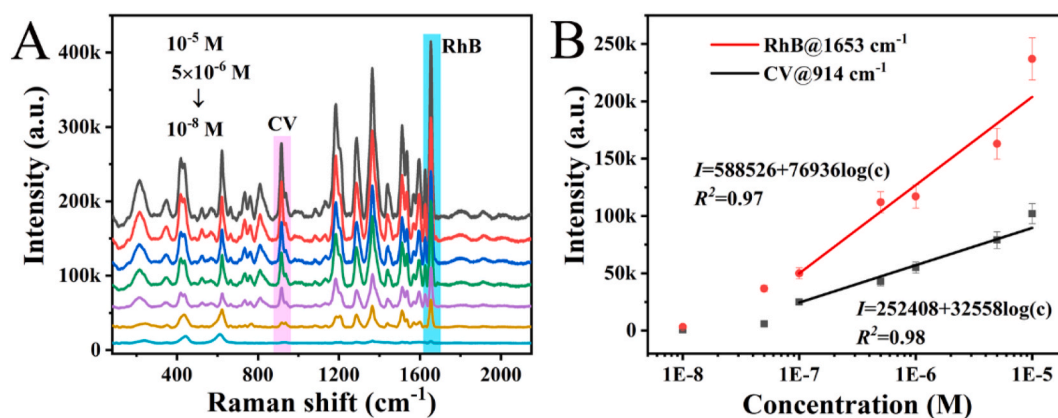 A
10⁻⁵ M
5×10⁻⁶ M
↓
10⁻⁸ M
CV
RhB
400k
300k
200k
100k
0
Intensity (a.u.)
400 800 1200 1600 2000
Raman shift (cm⁻¹)
B
RhB@1653 cm⁻¹
CV@914 cm⁻¹
I=588526+76936log(c)
R²=0.97
I=252408+32558log(c)
R²=0.98
250k
200k
150k
100k
50k
0
Intensity (a.u.)
1E-8 1E-7 1E-6 1E-5
Concentration (M)